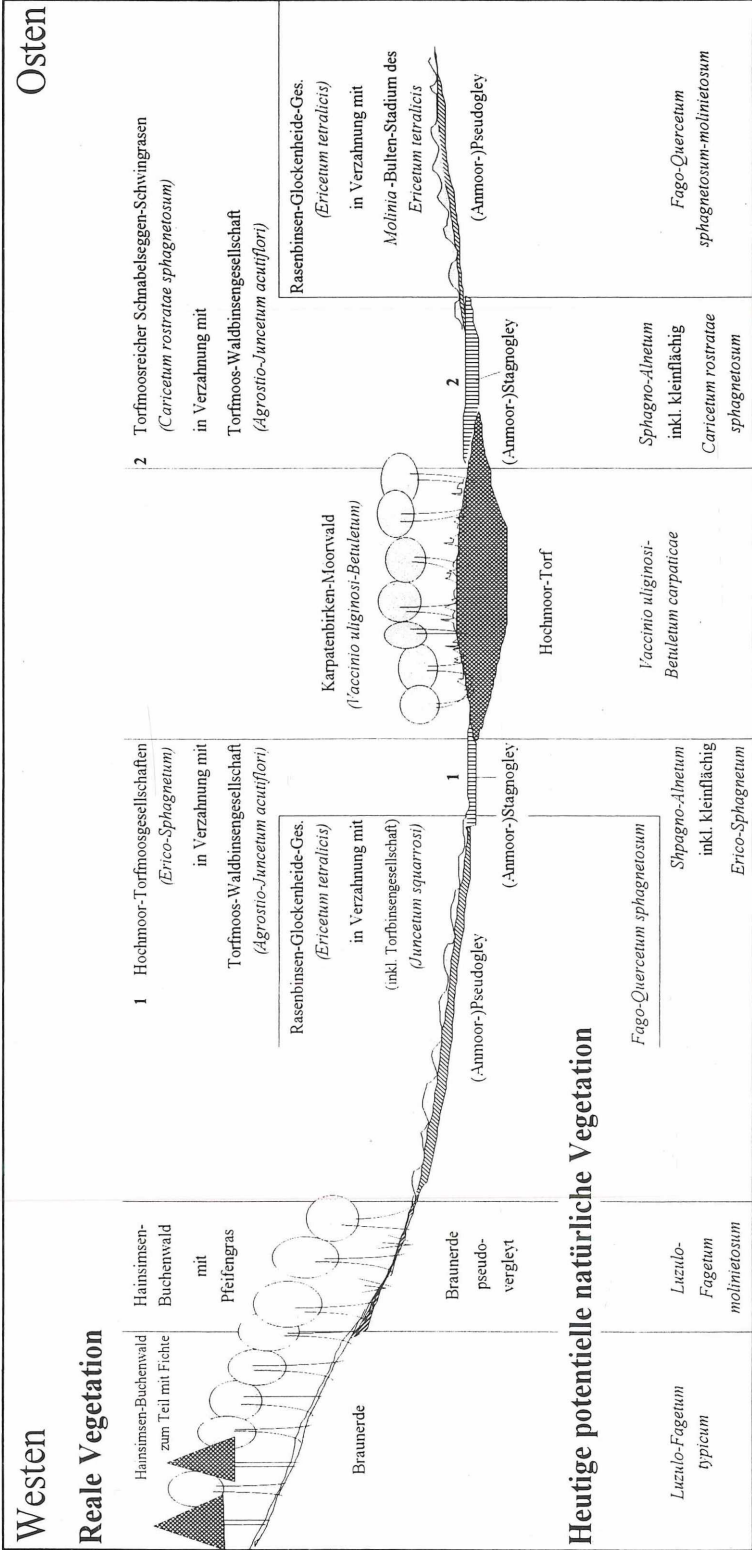 Westen
Osten
Reale Vegetation
Hainsimsen-Buchenwald
zum Teil mit Fichte
Hainsimsen-
Buchenwald
mit
Pfeifengras
1 Hochmoor-Torfmoosgesellschaften
(Erico-Sphagnetum)
in Verzahnung mit
Torfmoos-Waldbinsengesellschaft
(Agrostio-Juncetum acutiflori)
Rasenbinsen-Glockenheide-Ges.
(Ericetum tetralicis)
in Verzahnung mit
(inkl. Torfbinsengesellschaft)
(Juncetum squarrosi)
Karpatenbirken-Moorwald
(Vaccinio uliginosi-Betuletum)
2 Torfmoosreicher Schnabelseggen-Schwingrasen
(Caricetum rostratae sphagnetosum)
in Verzahnung mit
Torfmoos-Waldbinsengesellschaft
(Agrostio-Juncetum acutiflori)
Rasenbinsen-Glockenheide-Ges.
(Ericetum tetralicis)
in Verzahnung mit
Molinia-Bulten-Stadium des
Ericetum tetralicis
Braunerde
Braunerde
pseudo-
vergleyt
(Anmoor-)Pseudogley
1
(Anmoor-)Stagnogley
Hochmoor-Torf
2
(Anmoor-)Stagnogley
(Anmoor-)Pseudogley
Heutige potentielle natürliche Vegetation
Luzulo-Fagetum
typicum
Luzulo-
Fagetum
molinietosum
Fago-Quercetum sphagnetosum
Shpagno-Alnetum
inkl. kleinflächig
Erico-Sphagnetum
Vaccinio uliginosi-
Betuletum carpaticae
Sphagno-Alnetum
inkl. kleinflächig
Caricetum rostratae
sphagnetosum
Fago-Quercetum
sphagnetosum-molinietosum